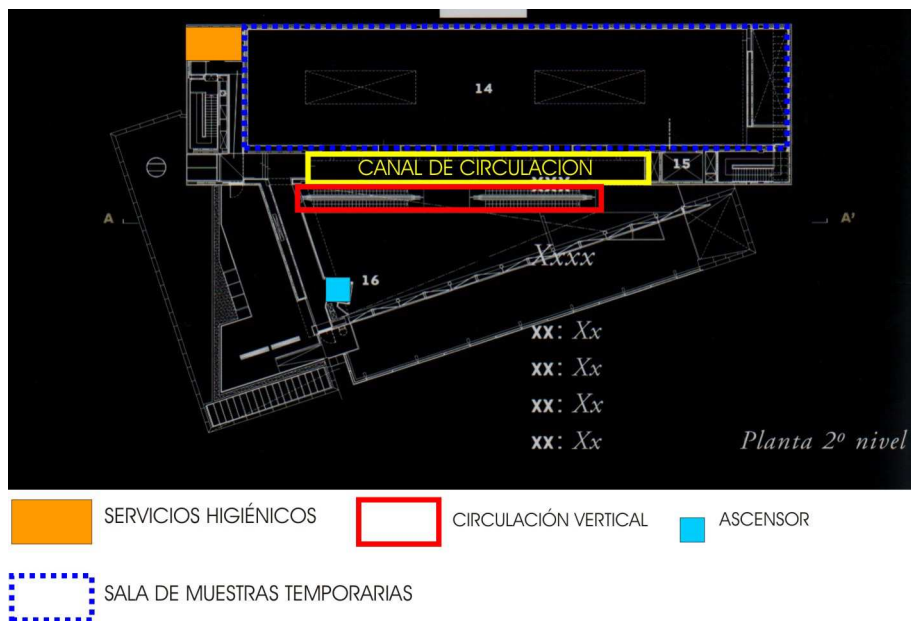 14
CANAL DE CIRCULACION
xxx
15
A
A'
Xxxx
16
xx: Xx
xx: Xx
xx: Xx
xx: Xx
Planta 2º nivel
SERVICIOS HIGIÉNICOS
CIRCULACIÓN VERTICAL
ASCENSOR
SALA DE MUESTRAS TEMPORARIAS